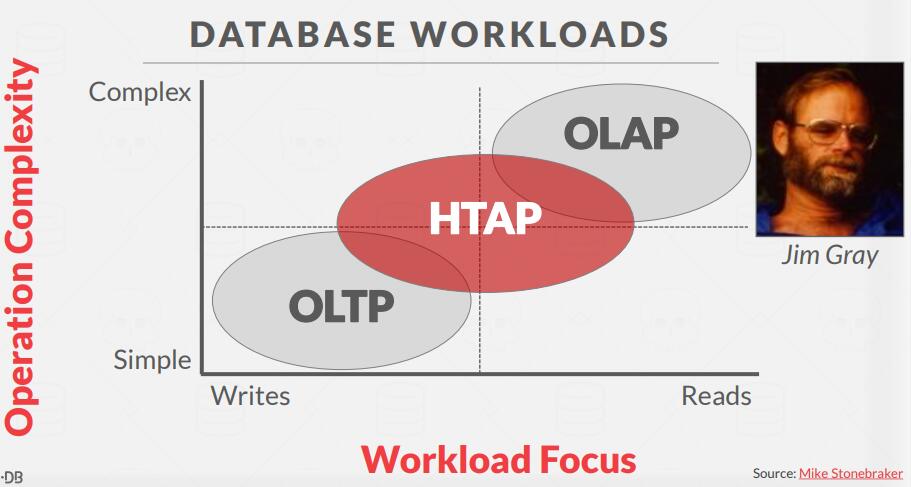 DATABASE WORKLOADS
Operation Complexity
Complex
OLAP
HTAP
Jim Gray
OLTP
Simple
Writes
Reads
Workload Focus
·DB
Source: Mike Stonebraker